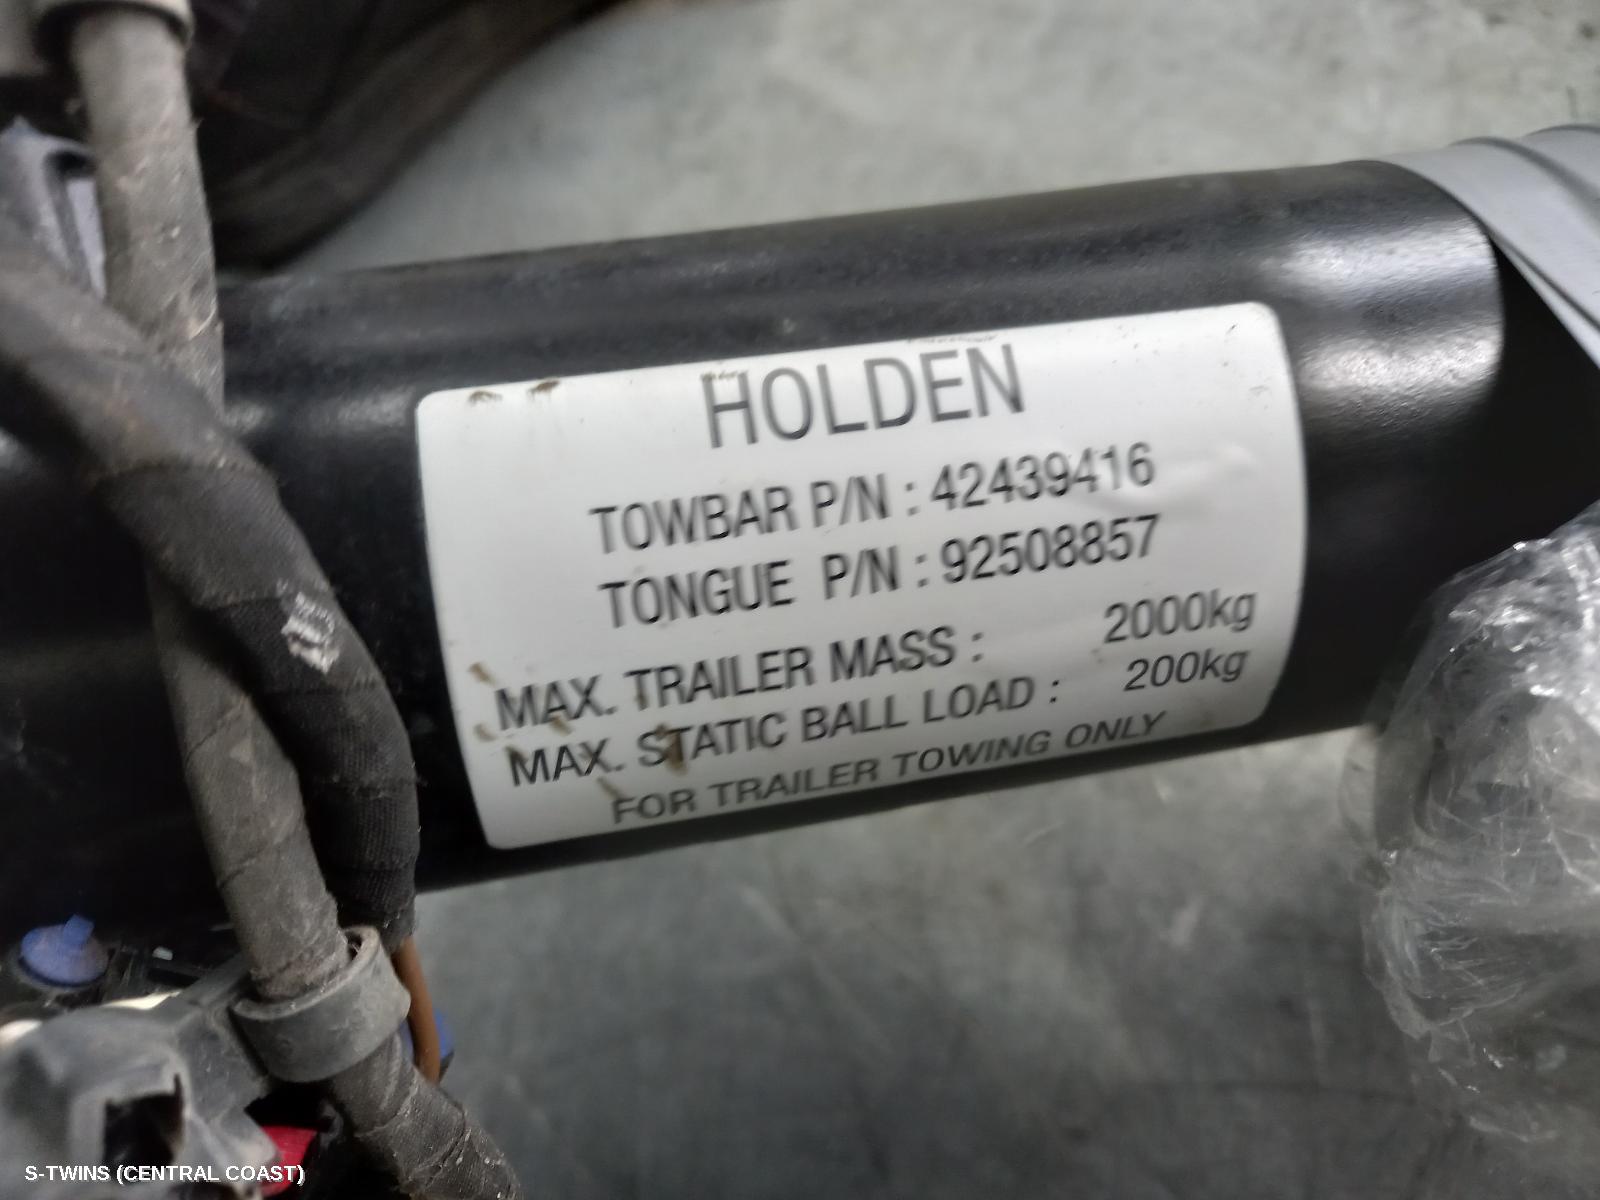 HOLDEN
TOWBAR P/N : 42439416
TONGUE P/N : 92508857
MAX. TRAILER MASS : 2000kg
MAX. STATIC BALL LOAD : 200kg
FOR TRAILER TOWING ONLY
S-TWINS (CENTRAL COAST)